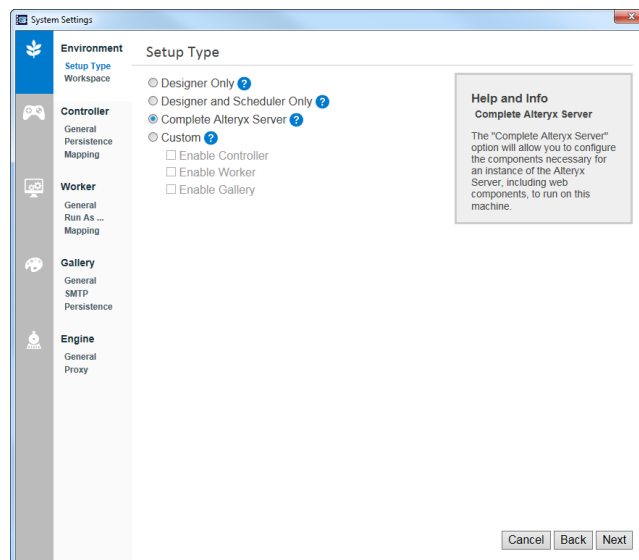 System Settings
Environment
Setup Type
Workspace
Controller
General
Persistence
Mapping
Worker
General
Run As ...
Mapping
Gallery
General
SMTP
Persistence
Engine
General
Proxy
Setup Type
Designer Only ?
Designer and Scheduler Only ?
Complete Alteryx Server ?
Custom ?
Enable Controller
Enable Worker
Enable Gallery
Help and Info
Complete Alteryx Server
The "Complete Alteryx Server"
option will allow you to configure
the components necessary for
an instance of the Alteryx
Server, including web
components, to run on this
machine.
Cancel Back Next